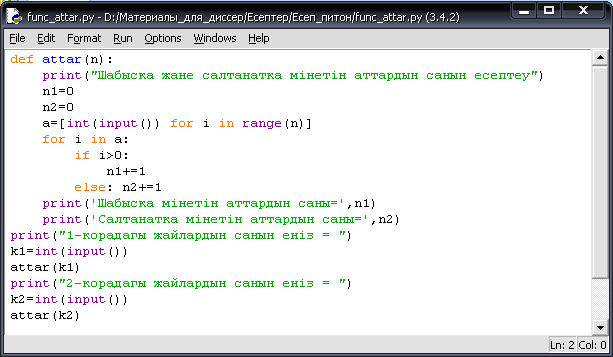 func_attar.py - D:/Материалы_для_диссер/Есептер/Есеп_питон/func_attar.py (3.4.2)
File Edit Format Run Options Windows Help
def attar(n):
    print("Шабыска жане салтанатка мінетін аттардын санын есептеу")
    n1=0
    n2=0
    a=[int(input()) for i in range(n)]
    for i in a:
        if i>0:
            n1+=1
        else: n2+=1
    print('Шабыска мінетін аттардын саны=',n1)
    print('Салтанатка мінетін аттардын саны=',n2)
print("1-корадагы жайлардын санын еніз = ")
k1=int(input())
attar(k1)
print("2-корадагы жайлардын санын еніз = ")
k2=int(input())
attar(k2)
Ln: 2 Col: 0